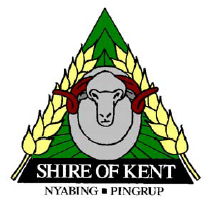 SHIRE OF KENT
NYABING ■ PINGRUP